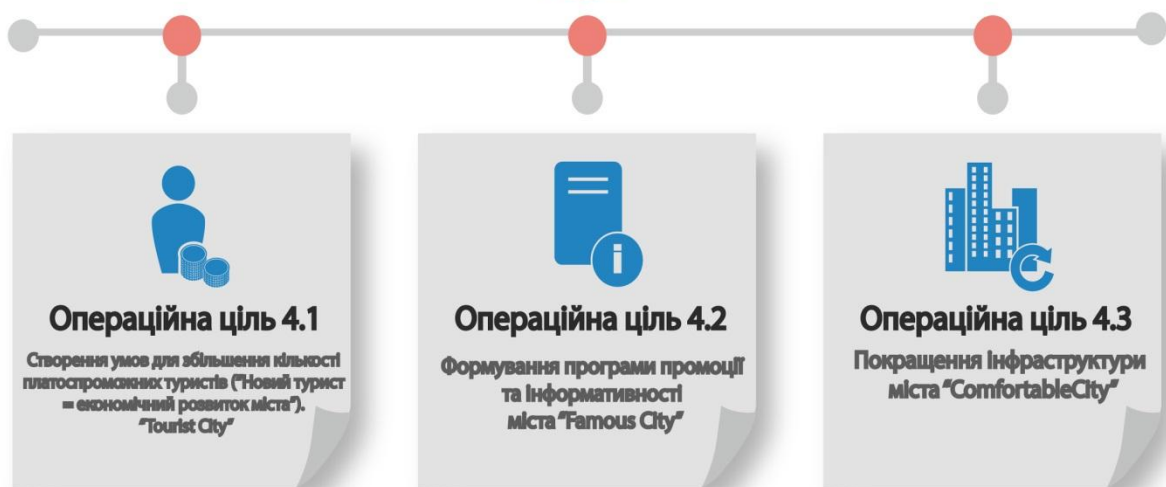 Операційна ціль 4.1
Створення умов для збільшення кількості
платоспроможних туристів ("Новий турист
= економічний розвиток міста").
"Tourist City"
Операційна ціль 4.2
Формування програми промоції
та інформативності
міста "Famous City"
Операційна ціль 4.3
Покращення інфраструктури
міста "ComfortableCity"